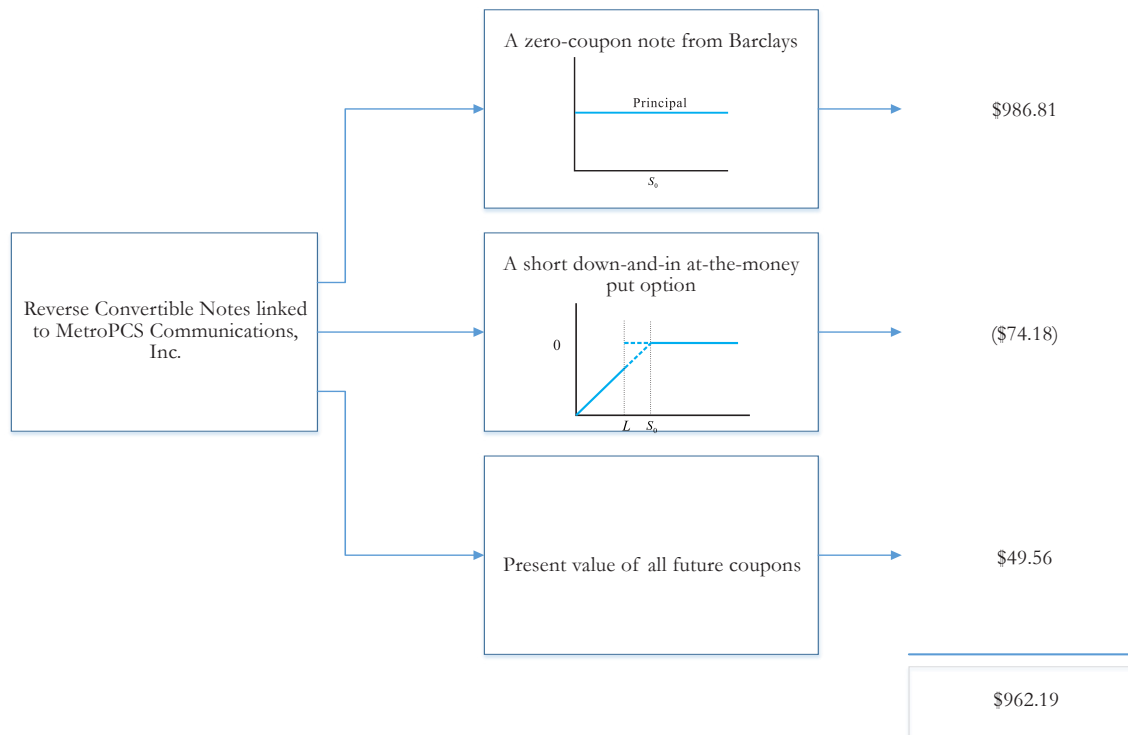 A zero-coupon note from Barclays
Principal
S₀
$986.81
Reverse Convertible Notes linked
to MetroPCS Communications,
Inc.
A short down-and-in at-the-money
put option
0
L S₀
($74.18)
Present value of all future coupons
$49.56
$962.19